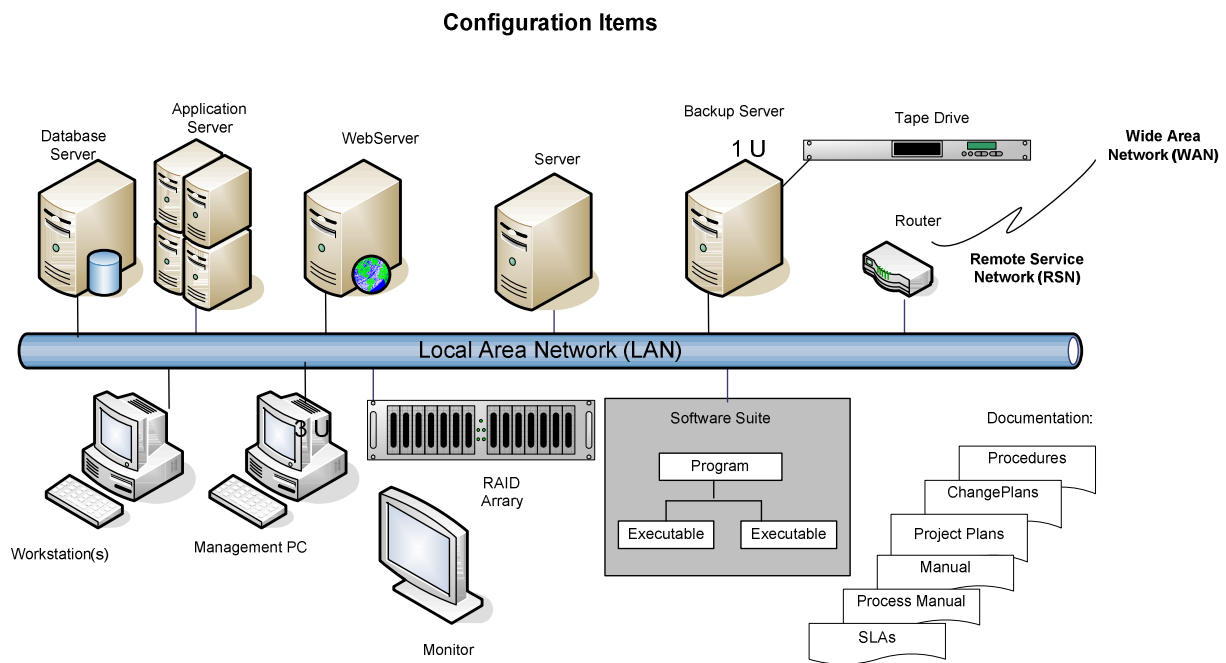 Configuration Items
Database
Server
Application
Server
WebServer
Server
Backup Server
1 U
Tape Drive
Wide Area
Network (WAN)
Router
Remote Service
Network (RSN)
Local Area Network (LAN)
Workstation(s)
3 U
Management PC
RAID
Arrary
Monitor
Software Suite
Program
Executable
Executable
Documentation:
Procedures
ChangePlans
Project Plans
Manual
Process Manual
SLAs